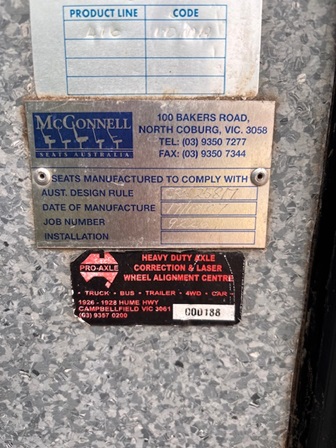 PRODUCT LINE CODE
McCONNELL
SEATS AUSTRALIA
100 BAKERS ROAD,
NORTH COBURG, VIC. 3058
TEL: (03) 9350 7277
FAX: (03) 9350 7344
SEATS MANUFACTURED TO COMPLY WITH
AUST. DESIGN RULE
DATE OF MANUFACTURE
JOB NUMBER
INSTALLATION
PRO-AXLE
HEAVY DUTY AXLE
CORRECTION & LASER
WHEEL ALIGNMENT CENTRE
• TRUCK • BUS • TRAILER • 4WD • CAR
1926 - 1928 HUME HWY
CAMPBELLFIELD VIC 3061
(03) 9357 0200
000188